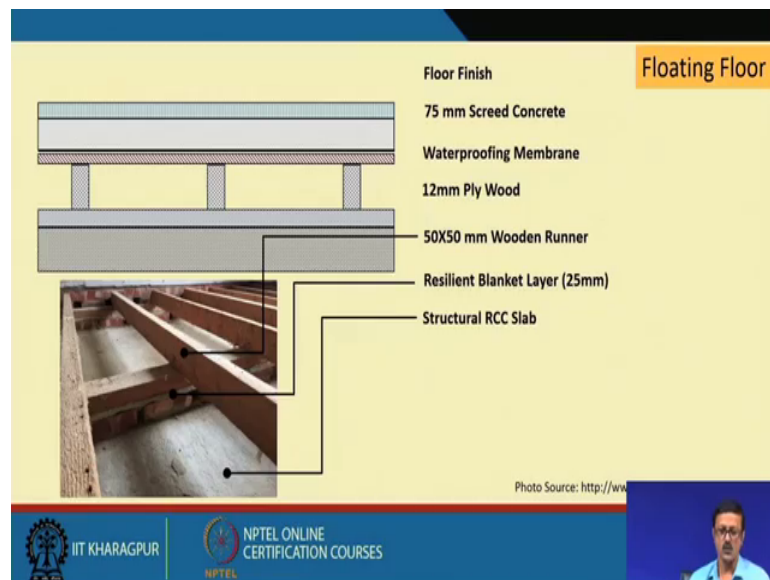 Floating Floor
Floor Finish
75 mm Screed Concrete
Waterproofing Membrane
12mm Ply Wood
50X50 mm Wooden Runner
Resilient Blanket Layer (25mm)
Structural RCC Slab
Photo Source: http://ww
IIT KHARAGPUR
NPTEL
NPTEL ONLINE
CERTIFICATION COURSES